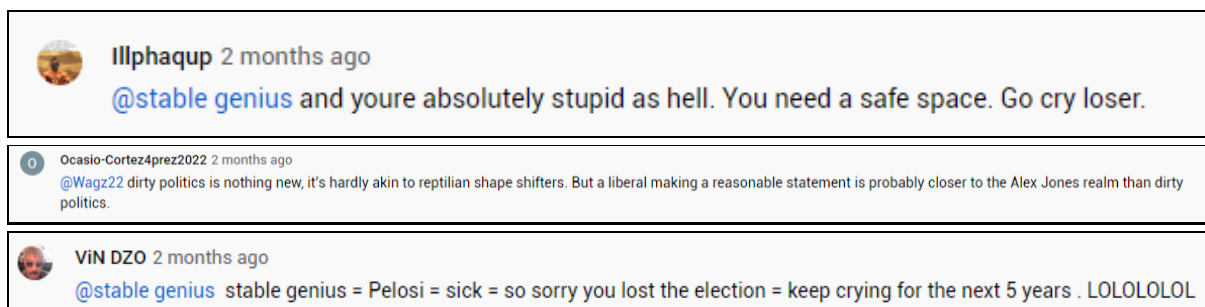 Illphaqup 2 months ago
@stable genius and youre absolutely stupid as hell. You need a safe space. Go cry loser.
O
Ocasio-Cortez4prez2022 2 months ago
@Wagz22 dirty politics is nothing new, it's hardly akin to reptilian shape shifters. But a liberal making a reasonable statement is probably closer to the Alex Jones realm than dirty
politics.
ViN DZO 2 months ago
@stable genius stable genius = Pelosi = sick = so sorry you lost the election = keep crying for the next 5 years . LOLOLOLOL